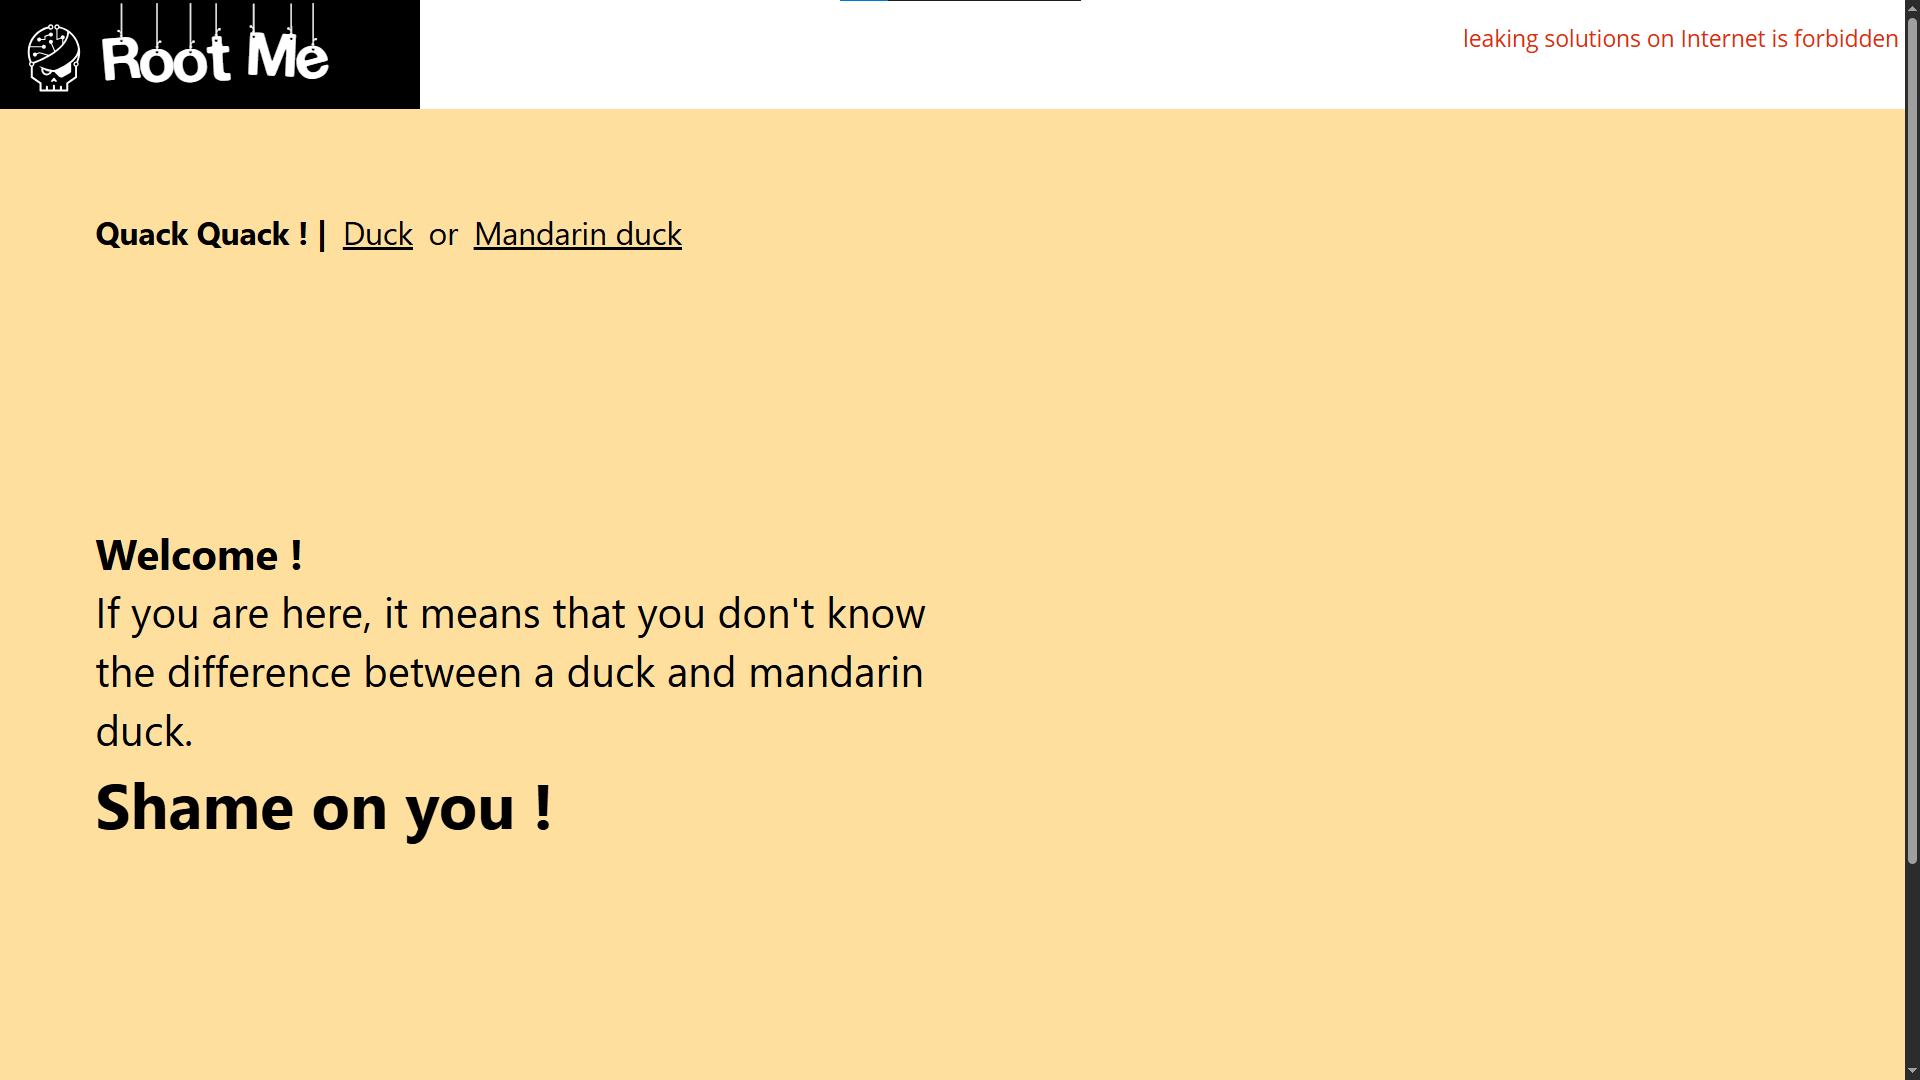 Root Me
leaking solutions on Internet is forbidden
Quack Quack ! | Duck or Mandarin duck
Welcome !
If you are here, it means that you don't know
the difference between a duck and mandarin
duck.
Shame on you !